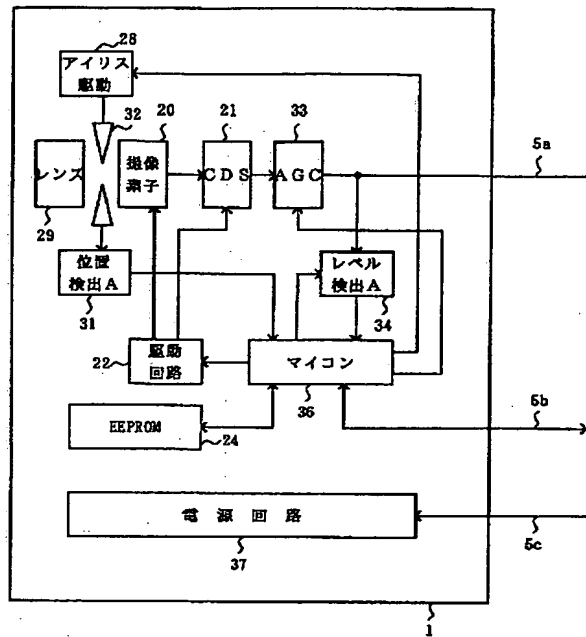 28
アイリス
駆動
32
20
21
33
5a
レンズ
撮像
素子
CDS
AGC
29
位置
検出A
31
レベル
検出A
34
22
駆動
回路
マイコン
36
EEPROM
24
5b
電源回路
37
5c
1